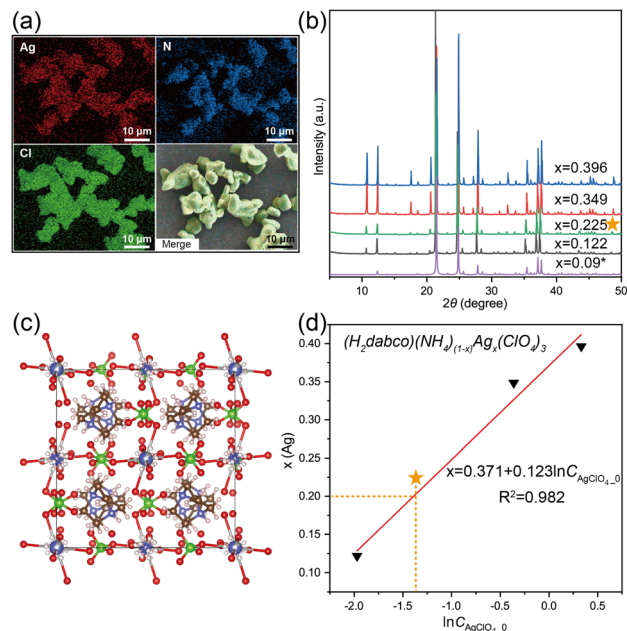 (a)
Ag
10 μm
N
10 μm
Cl
10 μm
Merge
10 μm
(b)
Intensity (a.u.)
x=0.396
x=0.349
x=0.225
x=0.122
x=0.09*
10 20 30 40 50
2θ (degree)
(c)
(d)
(H2dabco)(NH4)(1-x)Agx(ClO4)3
x (Ag)
0.40
0.35
0.30
0.25
0.20
0.15
0.10
x=0.371+0.123lnCAgClO4_0
R²=0.982
-2.0 -1.5 -1.0 -0.5 0.0 0.5
lnCAgClO4_0